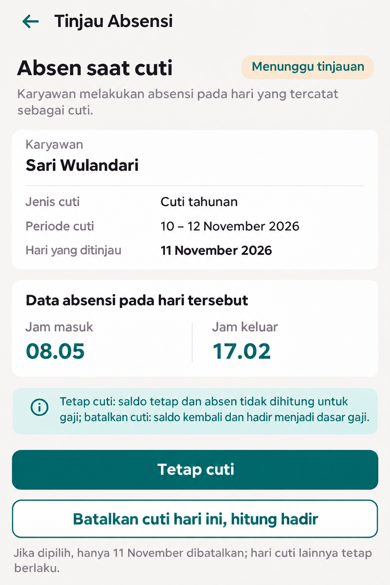 Tinjau Absensi
Absen saat cuti
Menunggu tinjauan
Karyawan melakukan absensi pada hari yang tercatat
sebagai cuti.
Karyawan
Sari Wulandari
Jenis cuti Cuti tahunan
Periode cuti 10 – 12 November 2026
Hari yang ditinjau 11 November 2026
Data absensi pada hari tersebut
Jam masuk Jam keluar
08.05 17.02
Tetap cuti: saldo tetap dan absen tidak dihitung untuk
gaji; batalkan cuti: saldo kembali dan hadir menjadi dasar gaji.
Tetap cuti
Batalkan cuti hari ini, hitung hadir
Jika dipilih, hanya 11 November dibatalkan; hari cuti lainnya tetap
berlaku.